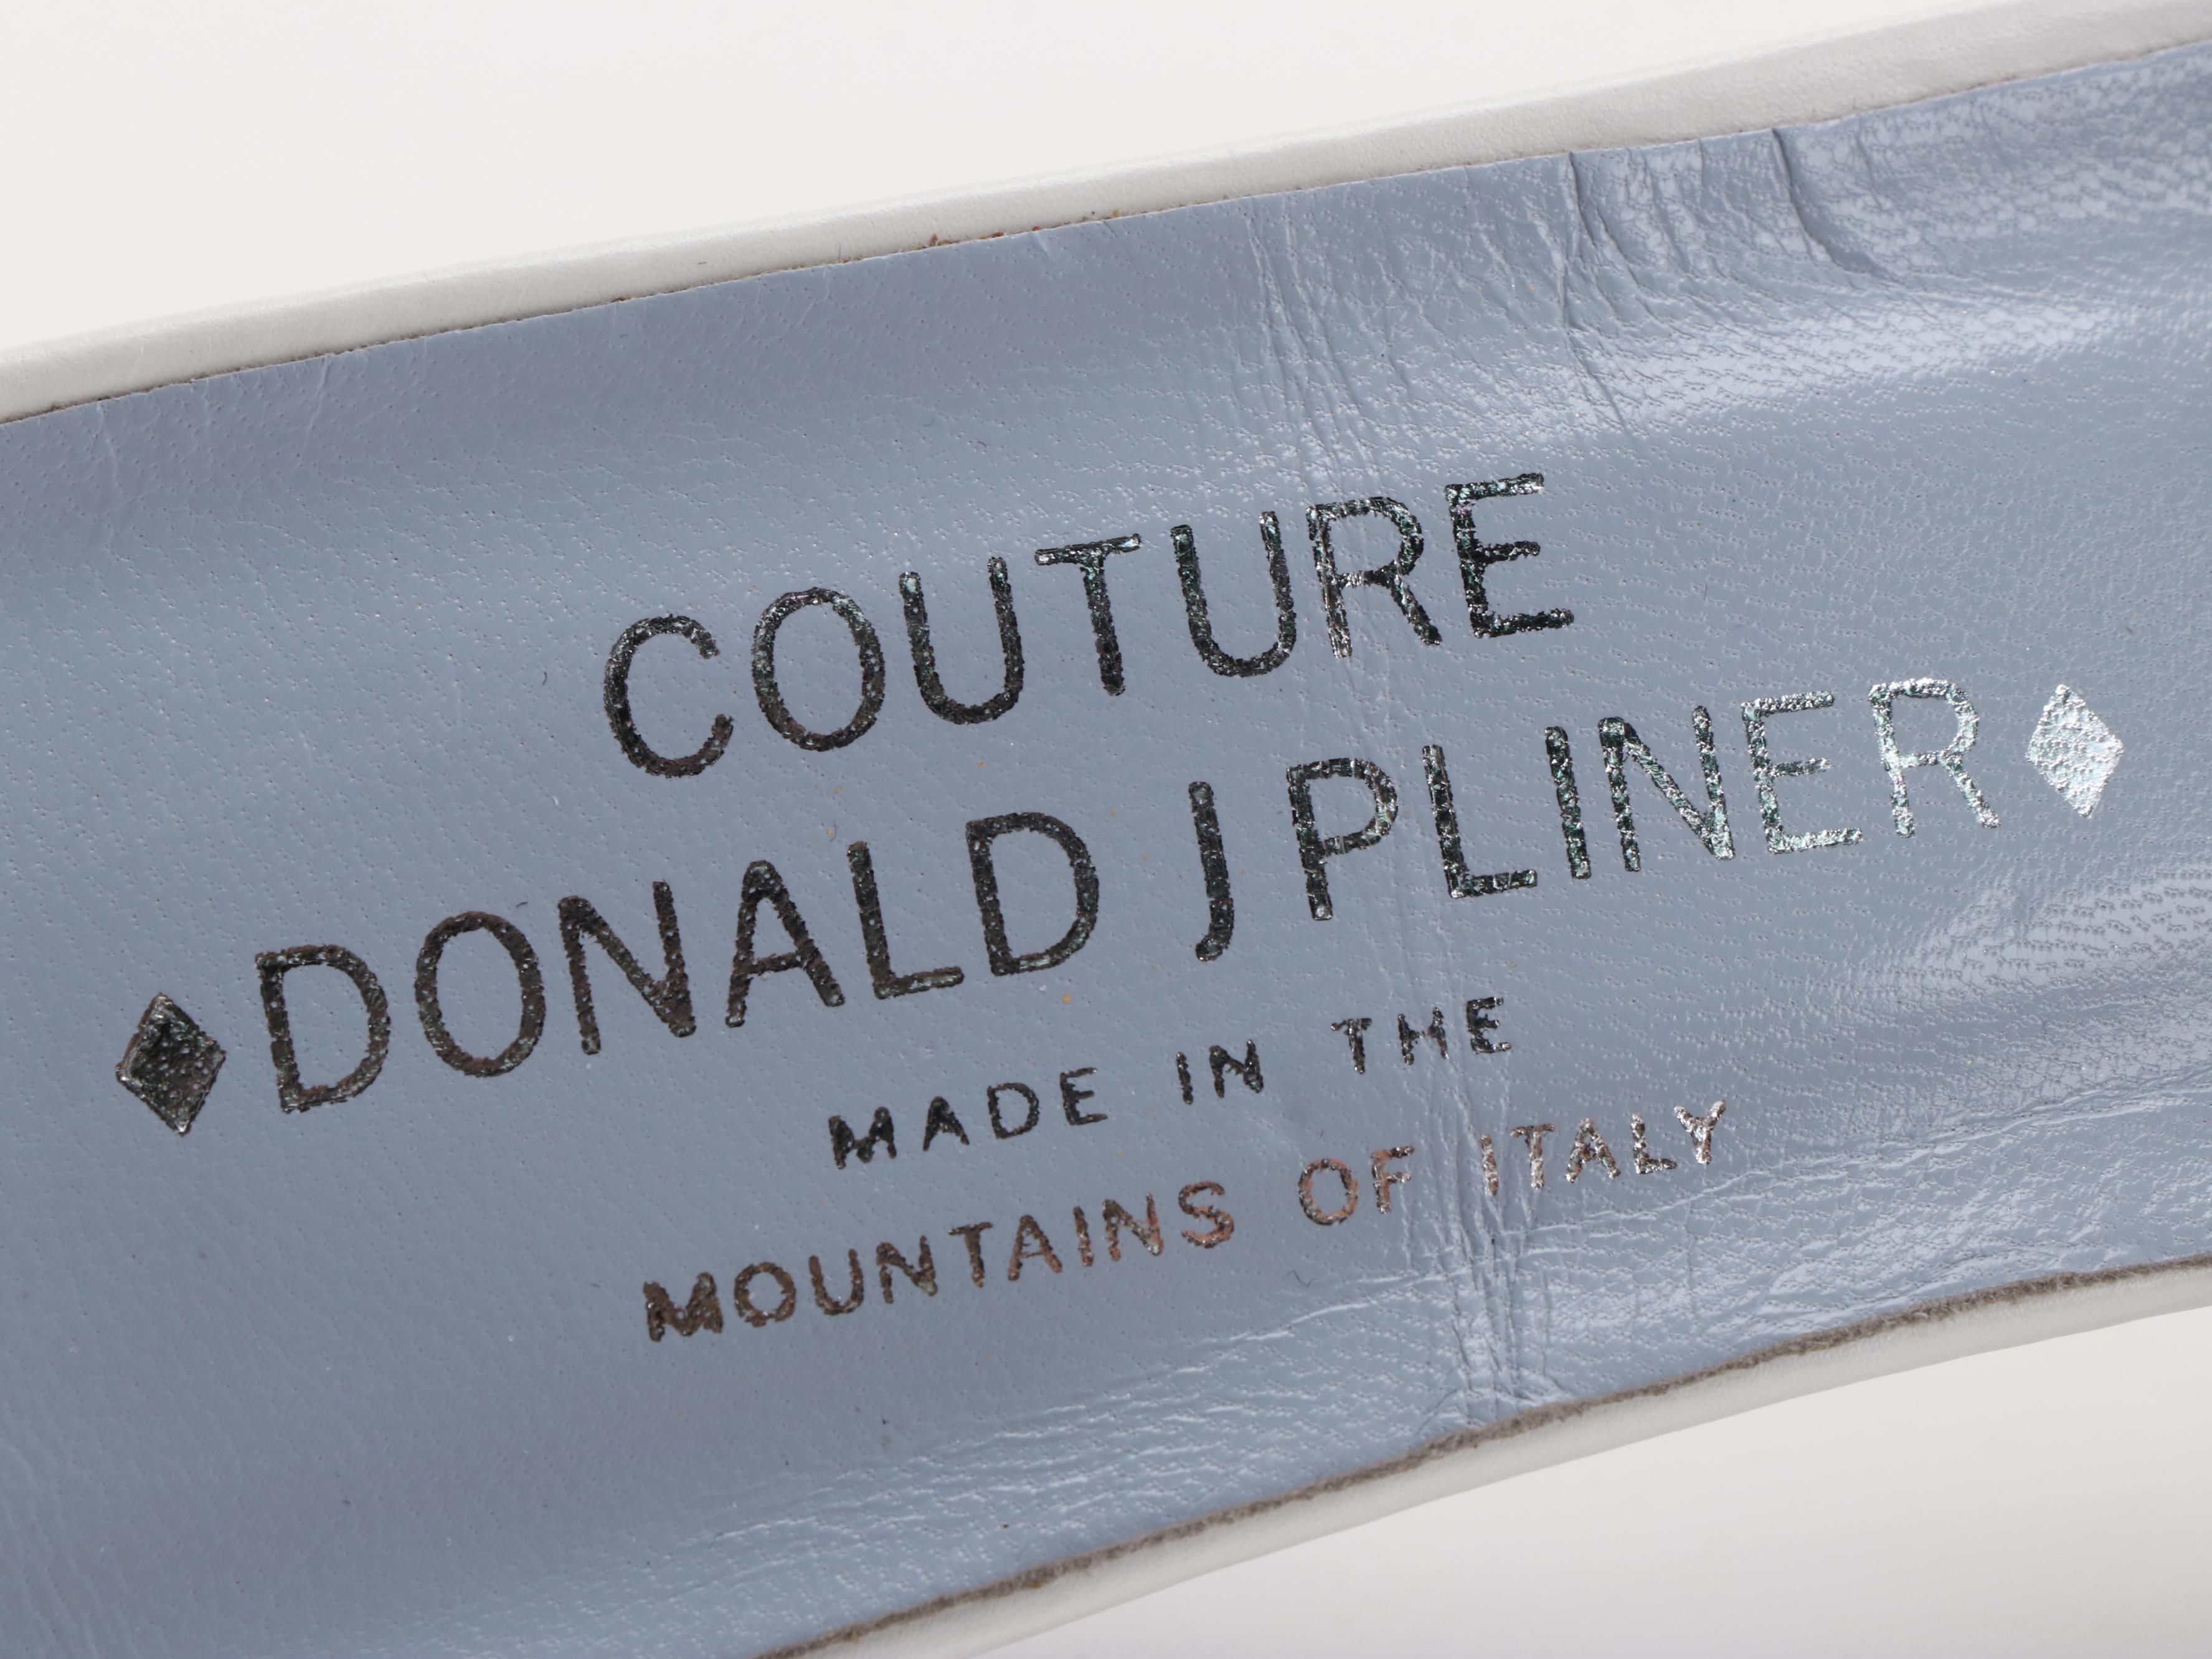 COUTURE
♦DONALD J PLINER♦
MADE IN THE
MOUNTAINS OF ITALY